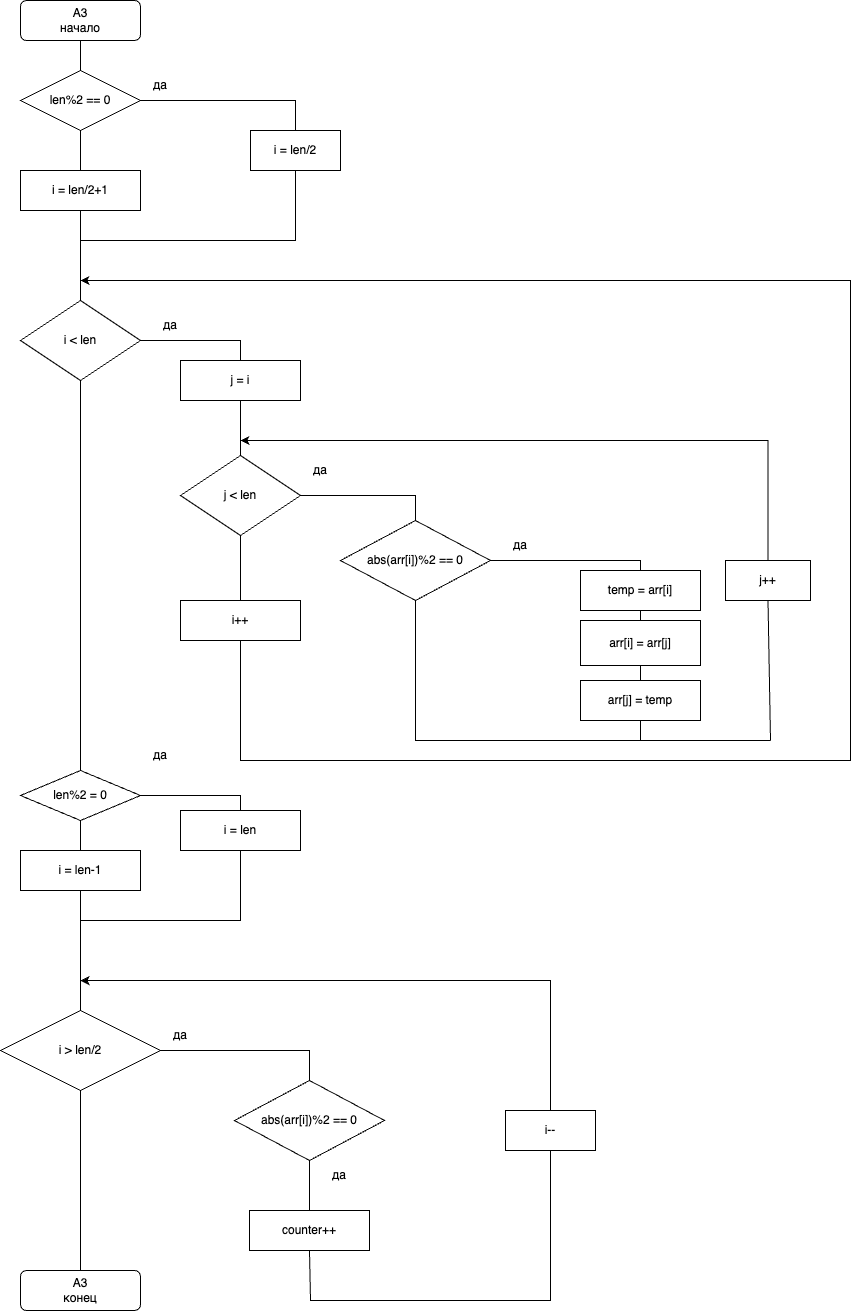 А3
начало
да
len%2 == 0
i = len/2
i = len/2+1
да
i < len
j = i
да
j < len
да
abs(arr[i])%2 == 0
temp = arr[i]
j++
i++
arr[i] = arr[j]
arr[j] = temp
да
len%2 = 0
i = len
i = len-1
да
i > len/2
abs(arr[i])%2 == 0
i--
да
counter++
А3
конец